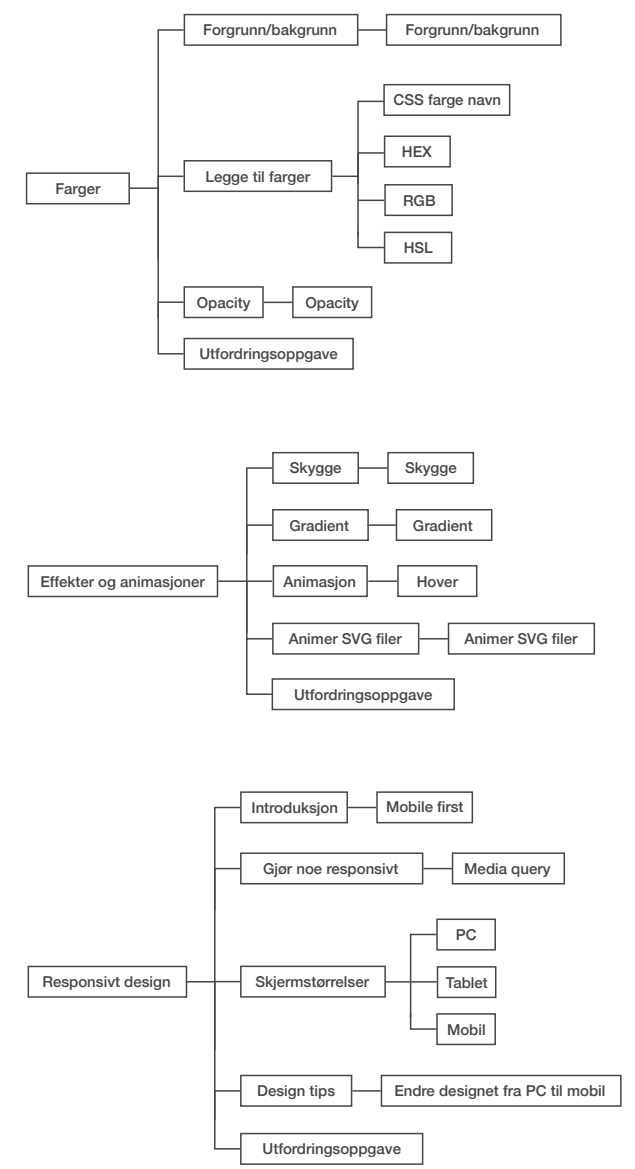 Forgrunn/bakgrunn
Forgrunn/bakgrunn
CSS farge navn
HEX
Legge til farger
Farger
RGB
HSL
Opacity
Opacity
Utfordringsoppgave
Skygge
Skygge
Gradient
Gradient
Effekter og animasjoner
Animasjon
Hover
Animer SVG filer
Animer SVG filer
Utfordringsoppgave
Introduksjon
Mobile first
Gjør noe responsivt
Media query
PC
Responsivt design
Skjermstørrelser
Tablet
Mobil
Design tips
Endre designet fra PC til mobil
Utfordringsoppgave